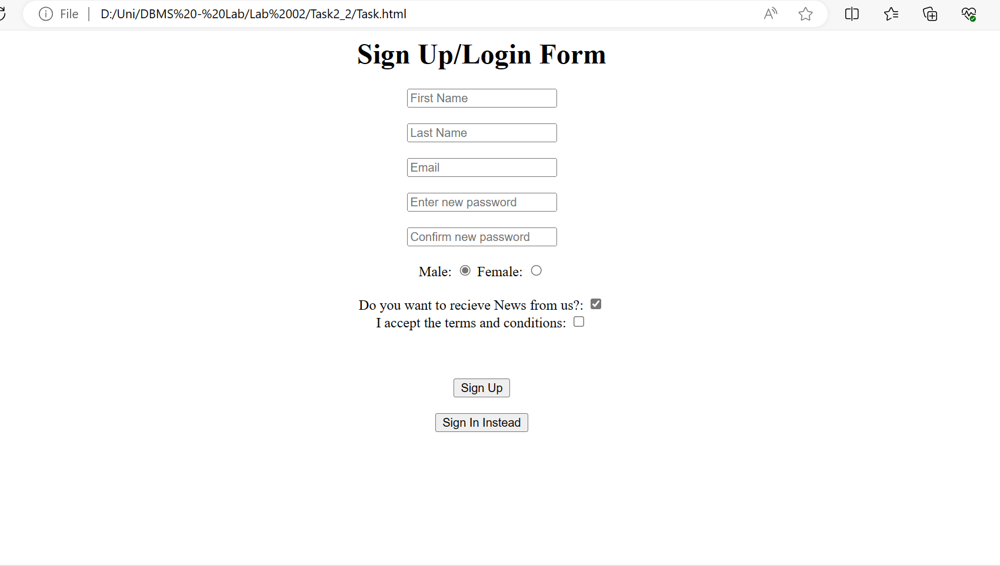 File D:/Uni/DBMS%20-%20Lab/Lab%2002/Task2_2/Task.html
Sign Up/Login Form
First Name
Last Name
Email
Enter new password
Confirm new password
Male: Female:
Do you want to recieve News from us?:
I accept the terms and conditions:
Sign Up
Sign In Instead